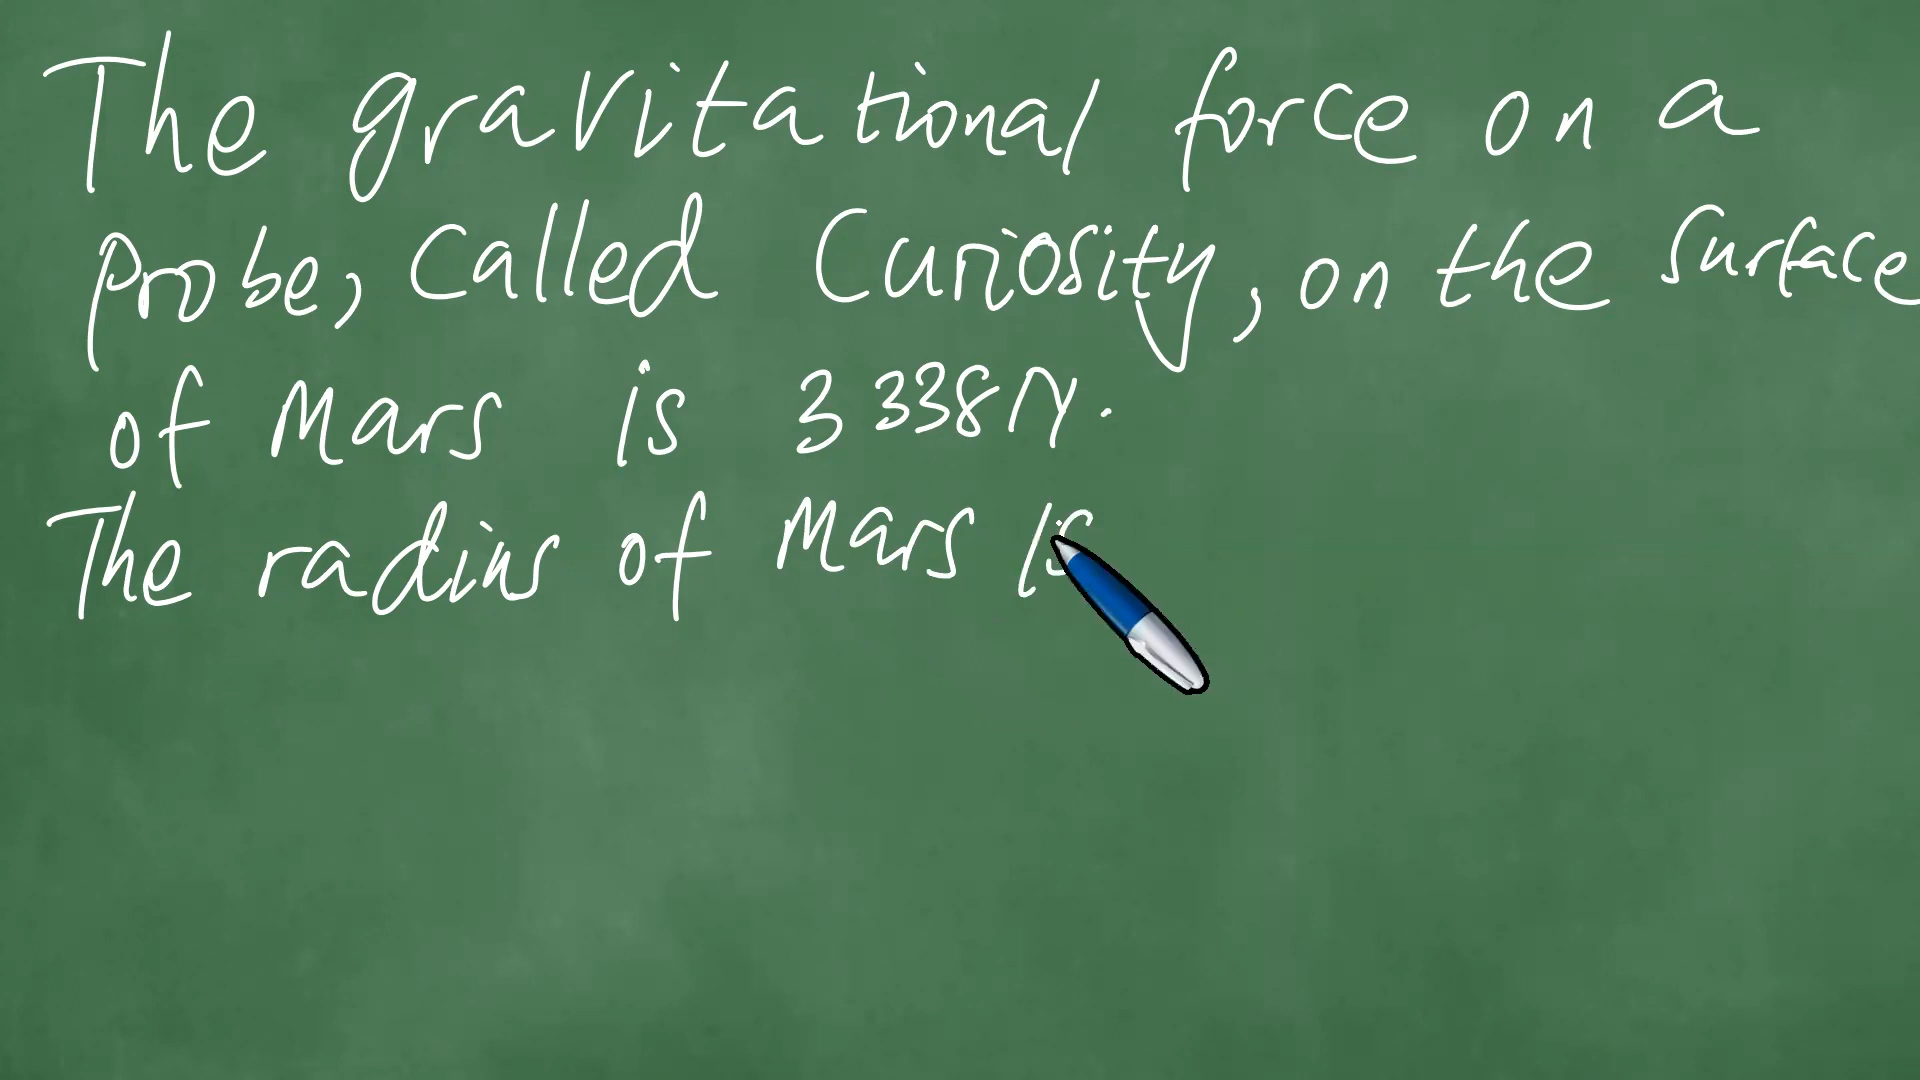 The gravitational force on a
probe, called Curiosity, on the surface
of Mars is 3338N.
The radius of Mars is